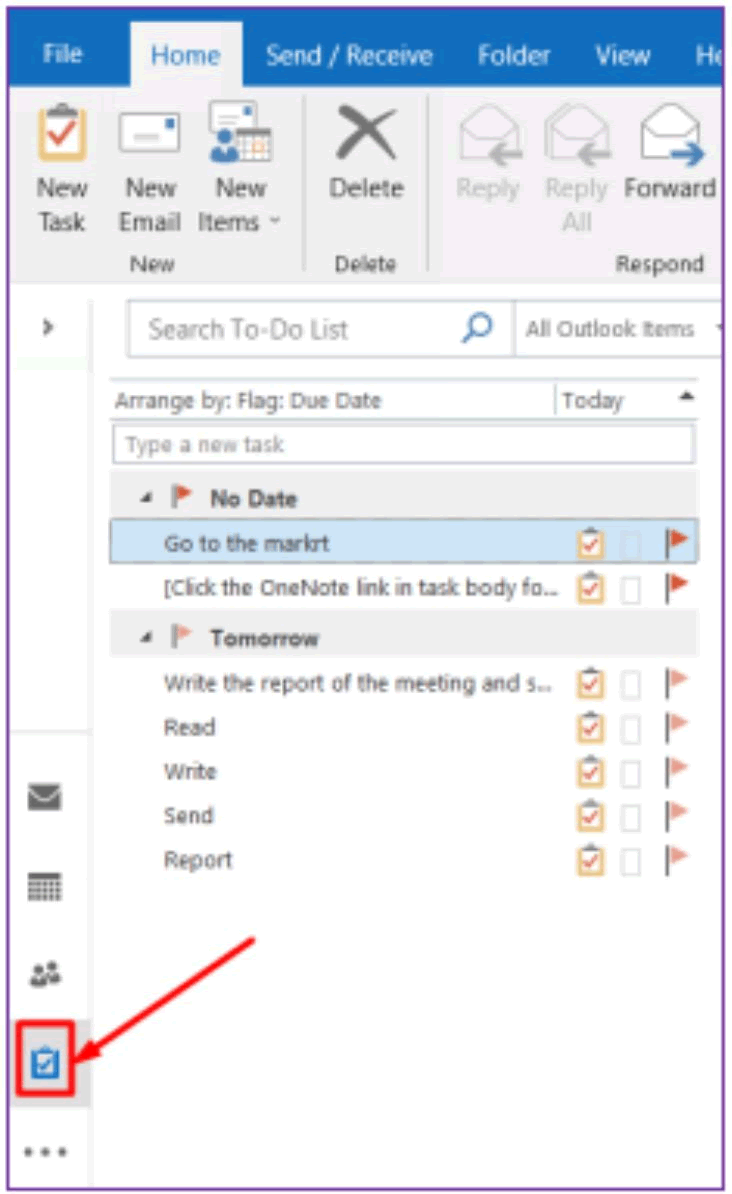 File Home Send / Receive Folder View
New Task New Email New Items Delete Reply Reply All Forward
New Delete Respond
Search To-Do List All Outlook Items
Arrange by: Flag: Due Date Today
Type a new task
No Date
Go to the markrt
[Click the OneNote link in task body fo...
Tomorrow
Write the report of the meeting and s...
Read
Write
Send
Report